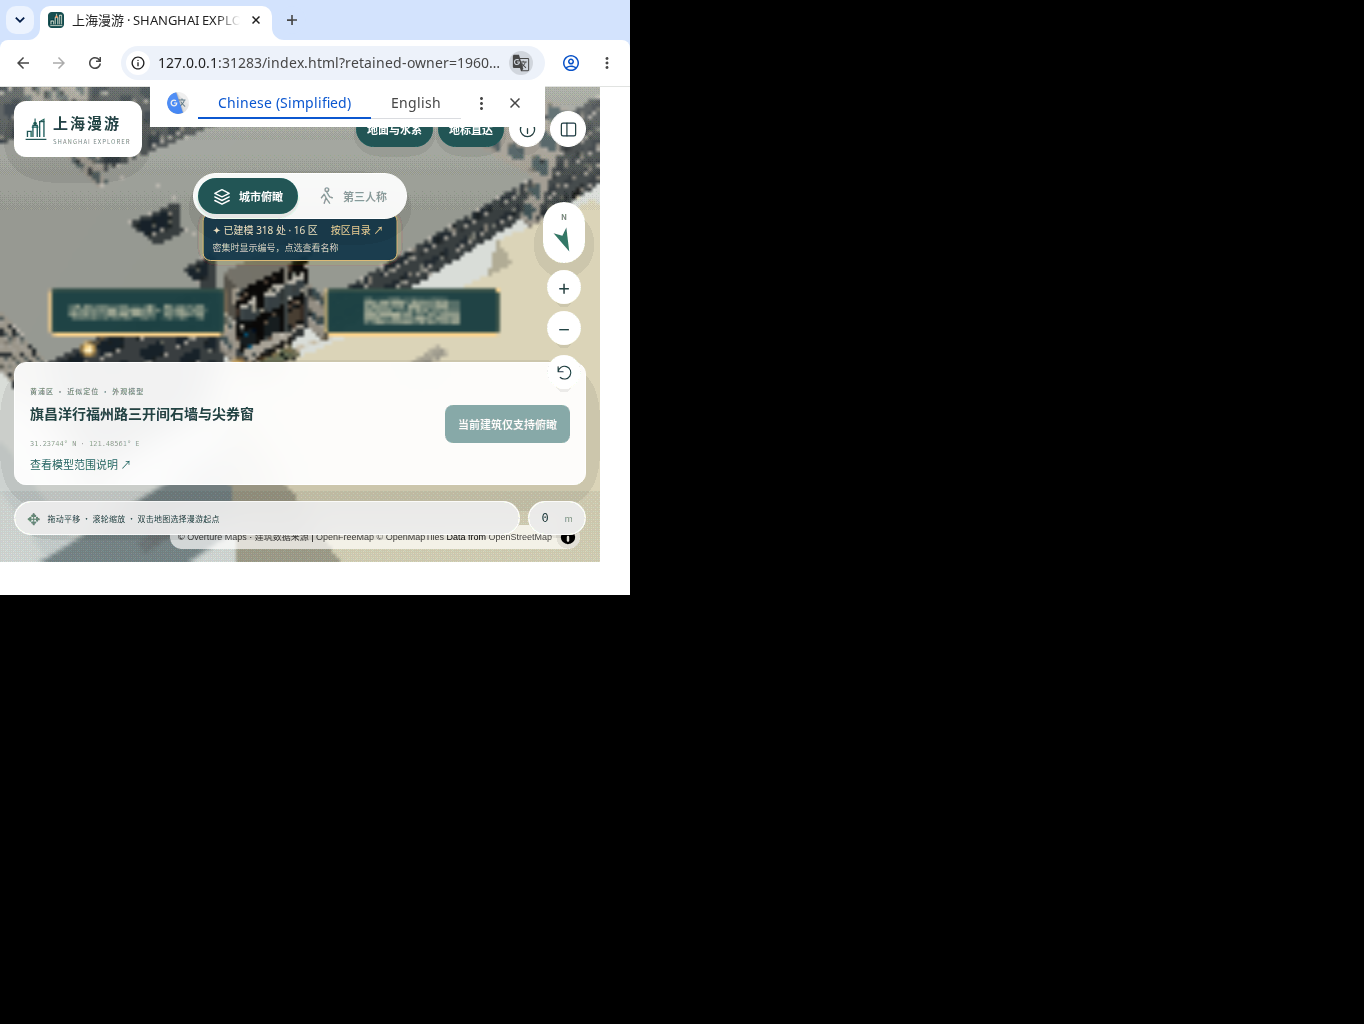 上海漫游 · SHANGHAI EXPLO
127.0.0.1:31283/index.html?retained-owner=1960...
Chinese (Simplified)
English
上海漫游
SHANGHAI EXPLORER
地面与水系
地标直达
城市俯瞰
第三人称
✦ 已建模 318 处 · 16 区 按区目录 ↗
密集时显示编号，点选查看名称
N
+
−
黄浦区 · 近似定位 · 外观模型
旗昌洋行福州路三开间石墙与尖券窗
31.23744° N · 121.48561° E
查看模型范围说明 ↗
当前建筑仅支持俯瞰
拖动平移 · 滚轮缩放 · 双击地图选择漫游起点
0 m
© Overture Maps · 建筑数据来源 | OpenFreeMap © OpenMapTiles Data from OpenStreetMap